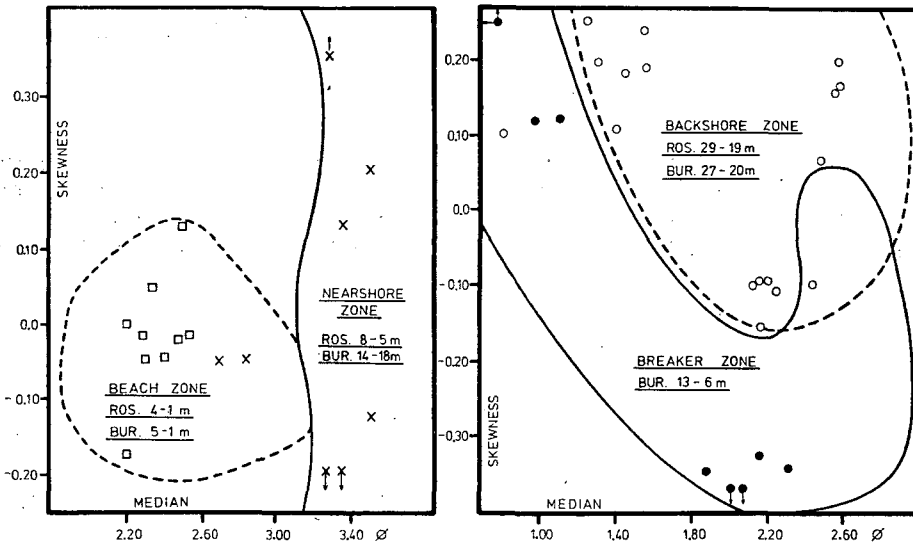 SKEWNESS
0.30
0.20
0.10
0.0
-0.10
-0.20
BEACH ZONE
ROS. 4-1 m
BUR. 5-1 m
NEARSHORE
ZONE
ROS. 8-5 m
BUR. 14-18m
MEDIAN
2.20 2.60 3.00 3.40 Ø
0,20
0,10
0,0
-0,10
-0,20
-0,30
SKEWNESS
BACKSHORE ZONE
ROS. 29-19 m
BUR. 27-20m
BREAKER ZONE
BUR. 13-6 m
MEDIAN
1.00 1.40 1.80 2.20 2.60 Ø